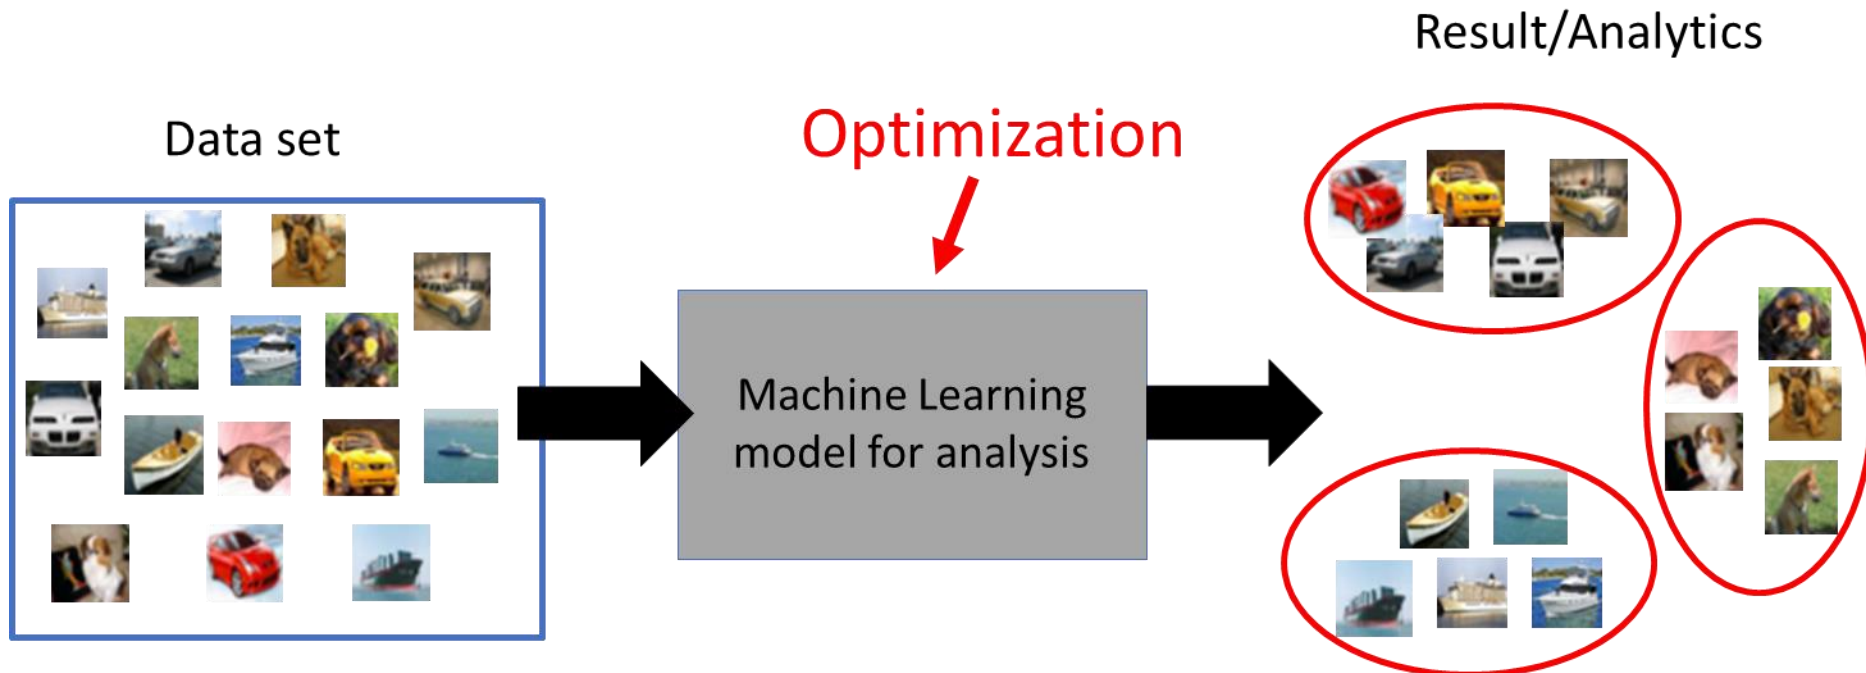 Result/Analytics
Data set
Optimization
Machine Learning
model for analysis